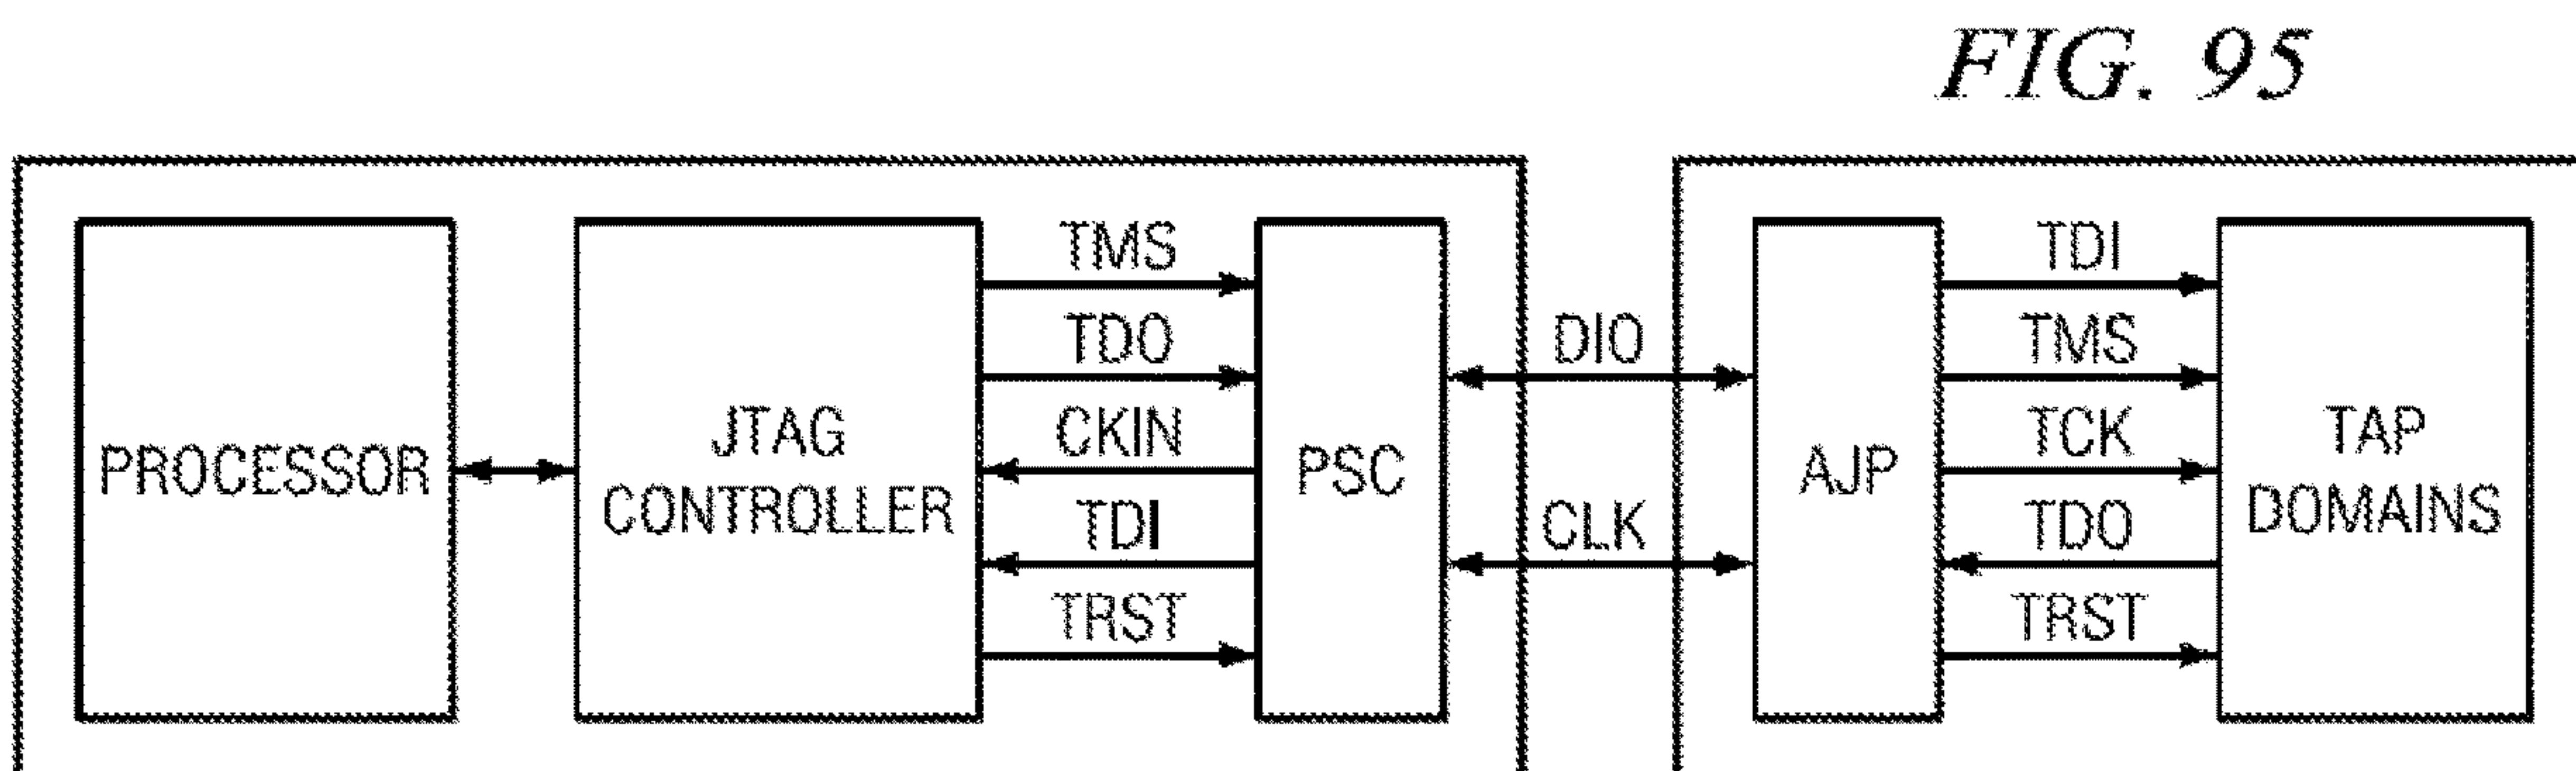 FIG. 95
PROCESSOR
JTAG
CONTROLLER
TMS
TDO
CKIN
TDI
TRST
PSC
DIO
CLK
AJP
TDI
TMS
TCK
TDO
TRST
TAP
DOMAINS